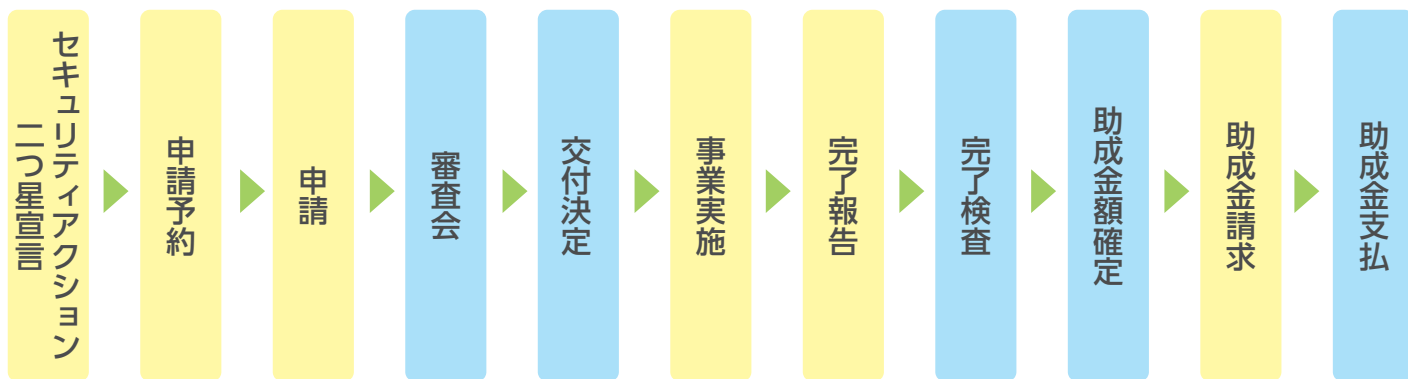 セキュリティアクション
二つ星宣言
申請予約
申請
審査会
交付決定
事業実施
完了報告
完了検査
助成金額確定
助成金請求
助成金支払